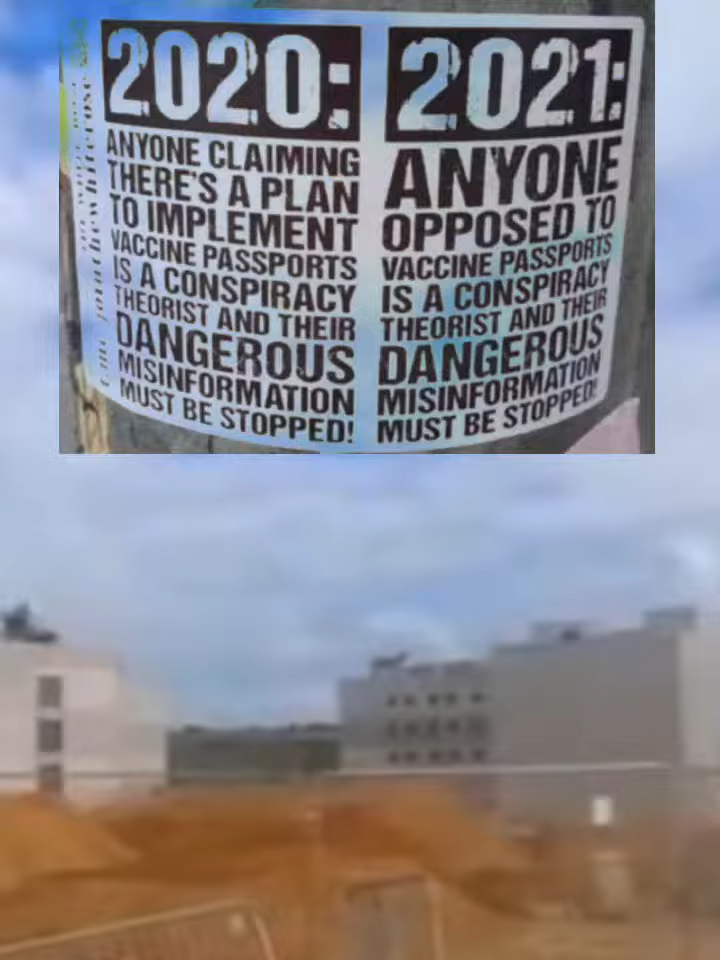 2020:
ANYONE CLAIMING
THERE'S A PLAN
TO IMPLEMENT
VACCINE PASSPORTS
IS A CONSPIRACY
THEORIST AND THEIR
DANGEROUS
MISINFORMATION
MUST BE STOPPED!
2021:
ANYONE
OPPOSED TO
VACCINE PASSPORTS
IS A CONSPIRACY
THEORIST AND THEIR
DANGEROUS
MISINFORMATION
MUST BE STOPPED!